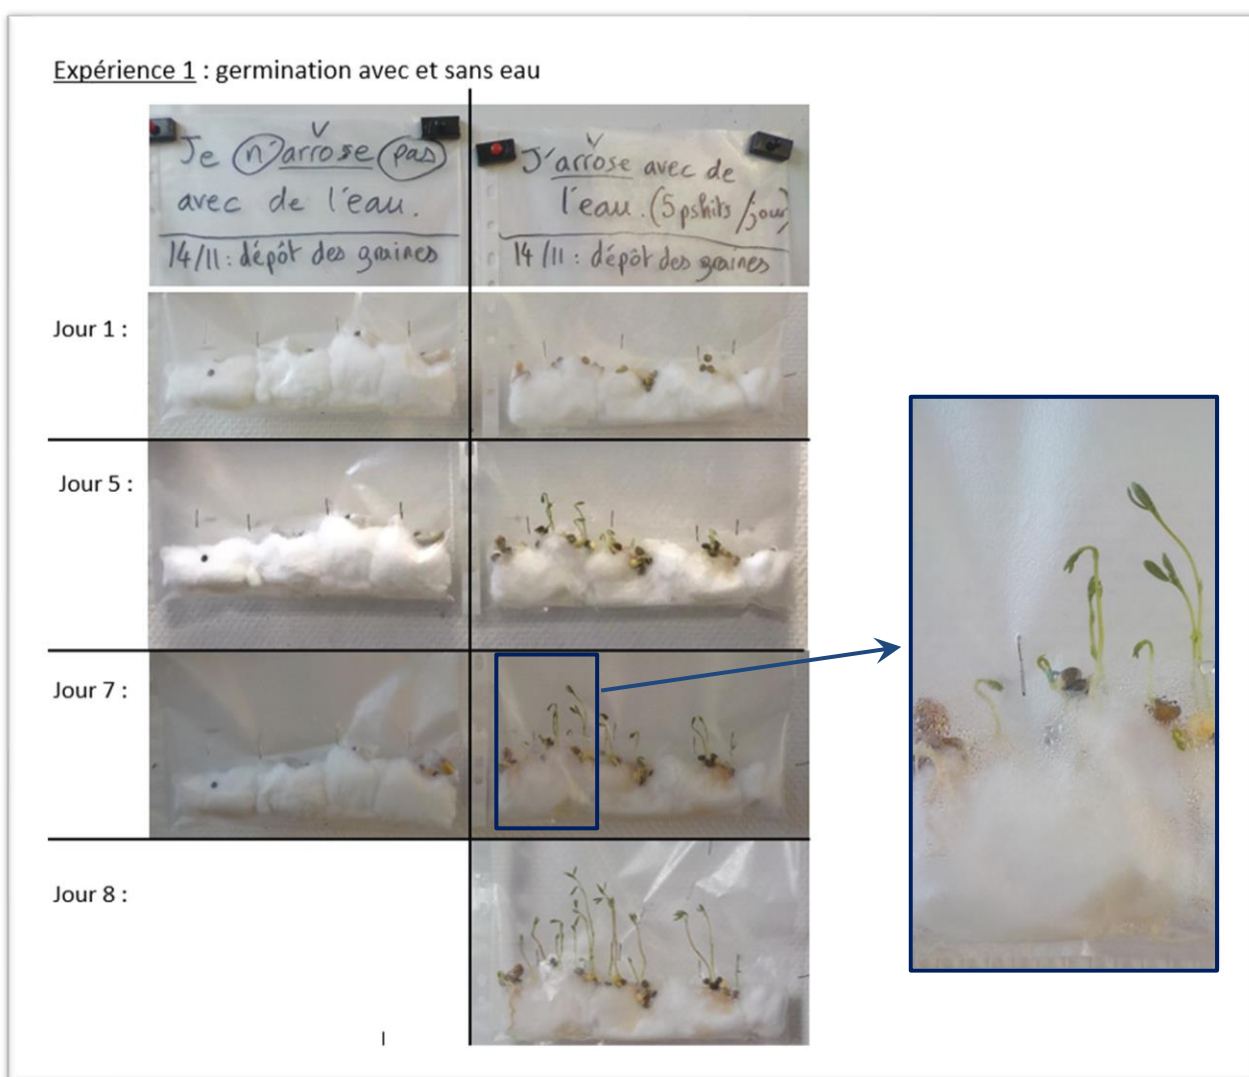 Expérience 1 : germination avec et sans eau
Je n'arrose pas
avec de l'eau.
14/11 : dépôt des graines
J'arrose avec de
l'eau. (5 pshits /jour)
14/11 : dépôt des graines
Jour 1 :
Jour 5 :
Jour 7 :
Jour 8 :